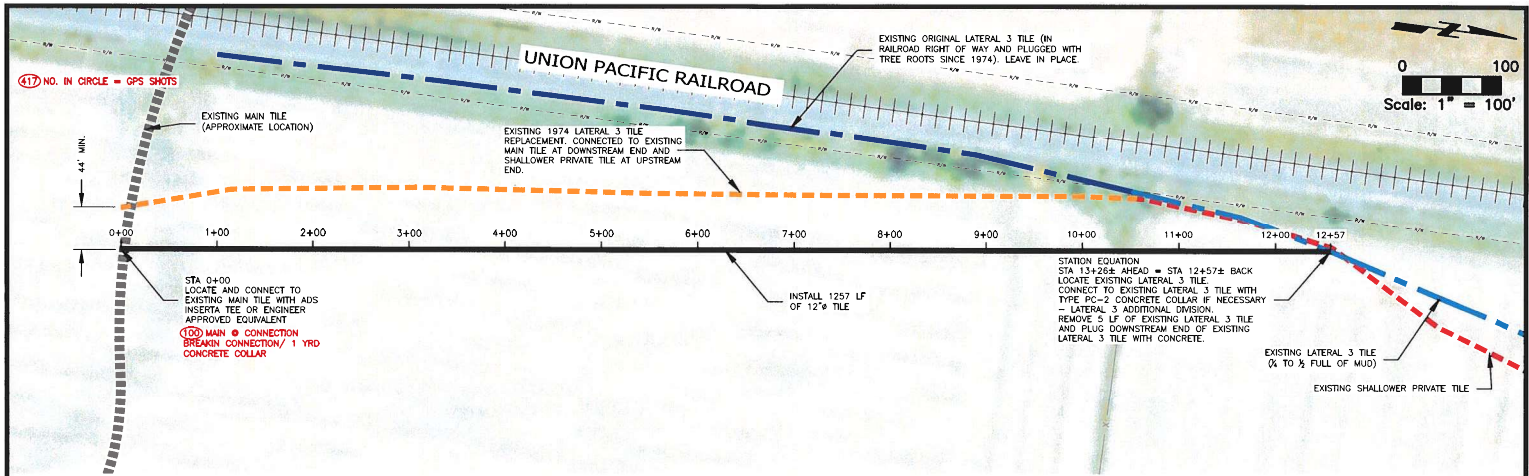 417 NO. IN CIRCLE = GPS SHOTS
EXISTING MAIN TILE
(APPROXIMATE LOCATION)
44' MIN.
UNION PACIFIC RAILROAD
EXISTING ORIGINAL LATERAL 3 TILE (IN
RAILROAD RIGHT OF WAY AND PLUGGED WITH
TREE ROOTS SINCE 1974). LEAVE IN PLACE.
EXISTING 1974 LATERAL 3 TILE
REPLACEMENT. CONNECTED TO EXISTING
MAIN TILE AT DOWNSTREAM END AND
SHALLOWER PRIVATE TILE AT UPSTREAM
END.
Z
0 100
Scale: 1" = 100'
R/W
R/W
R/W
R/W
R/W
R/W
R/W
R/W
R/W
R/W
R/W
R/W
0+00 1+00 2+00 3+00 4+00 5+00 6+00 7+00 8+00 9+00 10+00 11+00 12+00 12+57
STA 0+00
LOCATE AND CONNECT TO
EXISTING MAIN TILE WITH ADS
INSERTA TEE OR ENGINEER
APPROVED EQUIVALENT
100 MAIN @ CONNECTION
BREAKIN CONNECTION/ 1 YRD
CONCRETE COLLAR
INSTALL 1257 LF
OF 12"ø TILE
STATION EQUATION
STA 13+26± AHEAD = STA 12+57± BACK
LOCATE EXISTING LATERAL 3 TILE.
CONNECT TO EXISTING LATERAL 3 TILE WITH
TYPE PC-2 CONCRETE COLLAR IF NECESSARY
- LATERAL 3 ADDITIONAL DIVISION.
REMOVE 5 LF OF EXISTING LATERAL 3 TILE
AND PLUG DOWNSTREAM END OF EXISTING
LATERAL 3 TILE WITH CONCRETE.
EXISTING LATERAL 3 TILE
(¼ TO ½ FULL OF MUD)
EXISTING SHALLOWER PRIVATE TILE